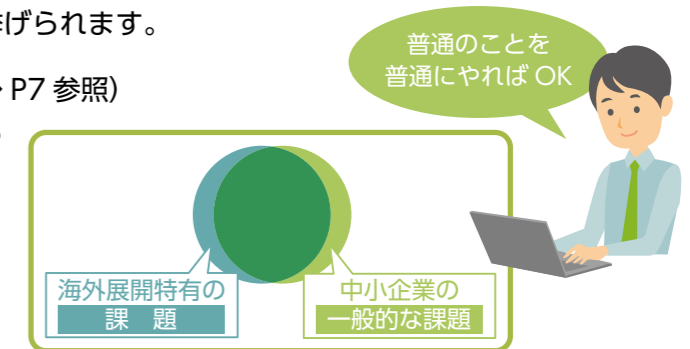 げられます。
P7 参照）
普通のことを
普通にやれば OK
海外展開特有の
課　題
中小企業の
一般的な課題